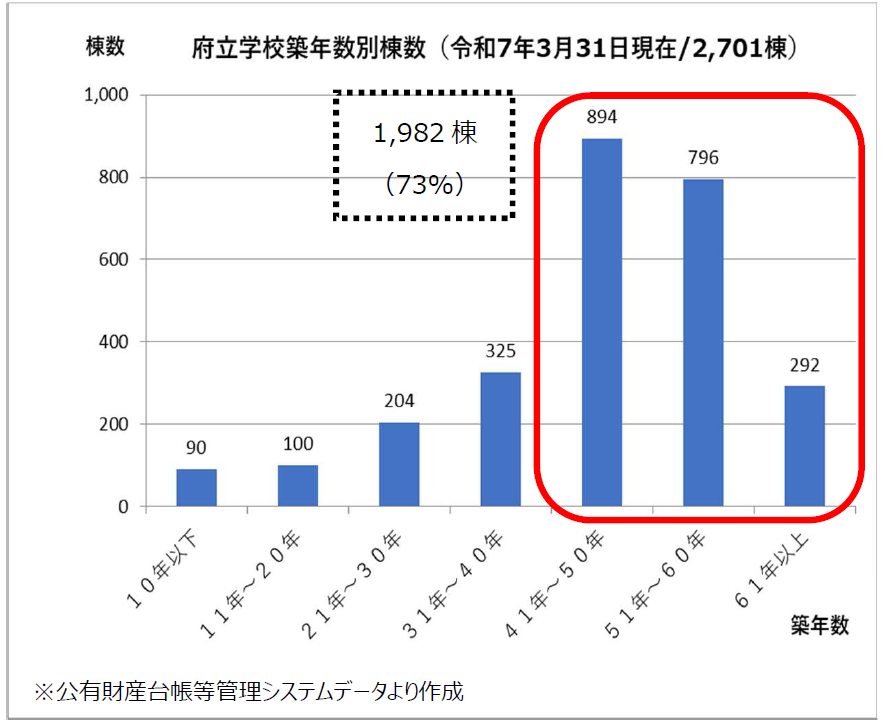 棟数
府立学校築年数別棟数（令和7年3月31日現在/2,701棟）
1,000
800
600
400
200
0
1,982 棟
（73%）
90
100
204
325
894
796
292
１０年以下
１１年～２０年
２１年～３０年
３１年～４０年
４１年～５０年
５１年～６０年
６１年以上
築年数
※公有財産台帳等管理システムデータより作成